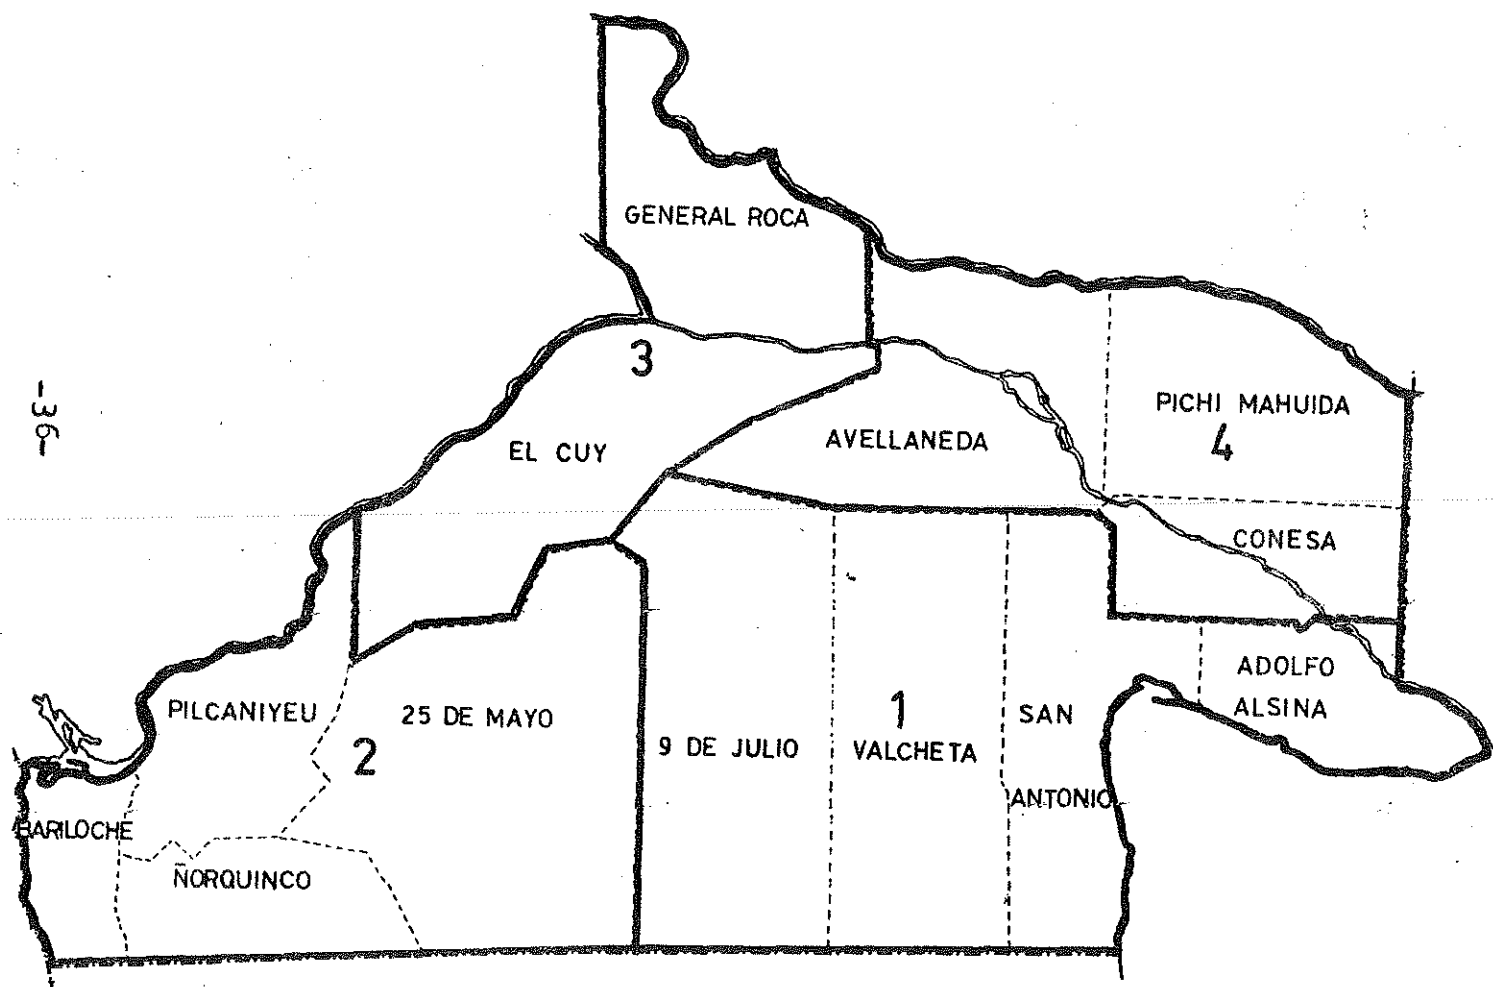 GENERAL ROCA
3
-36-
PICHI MAHUIDA
4
AVELLANEDA
EL CUY
CONESA
ADOLFO
ALSINA
PILCANIYEU
25 DE MAYO
1
SAN
2
9 DE JULIO
VALCHETA
ANTONIO
BARILOCHE
ÑORQUINCO